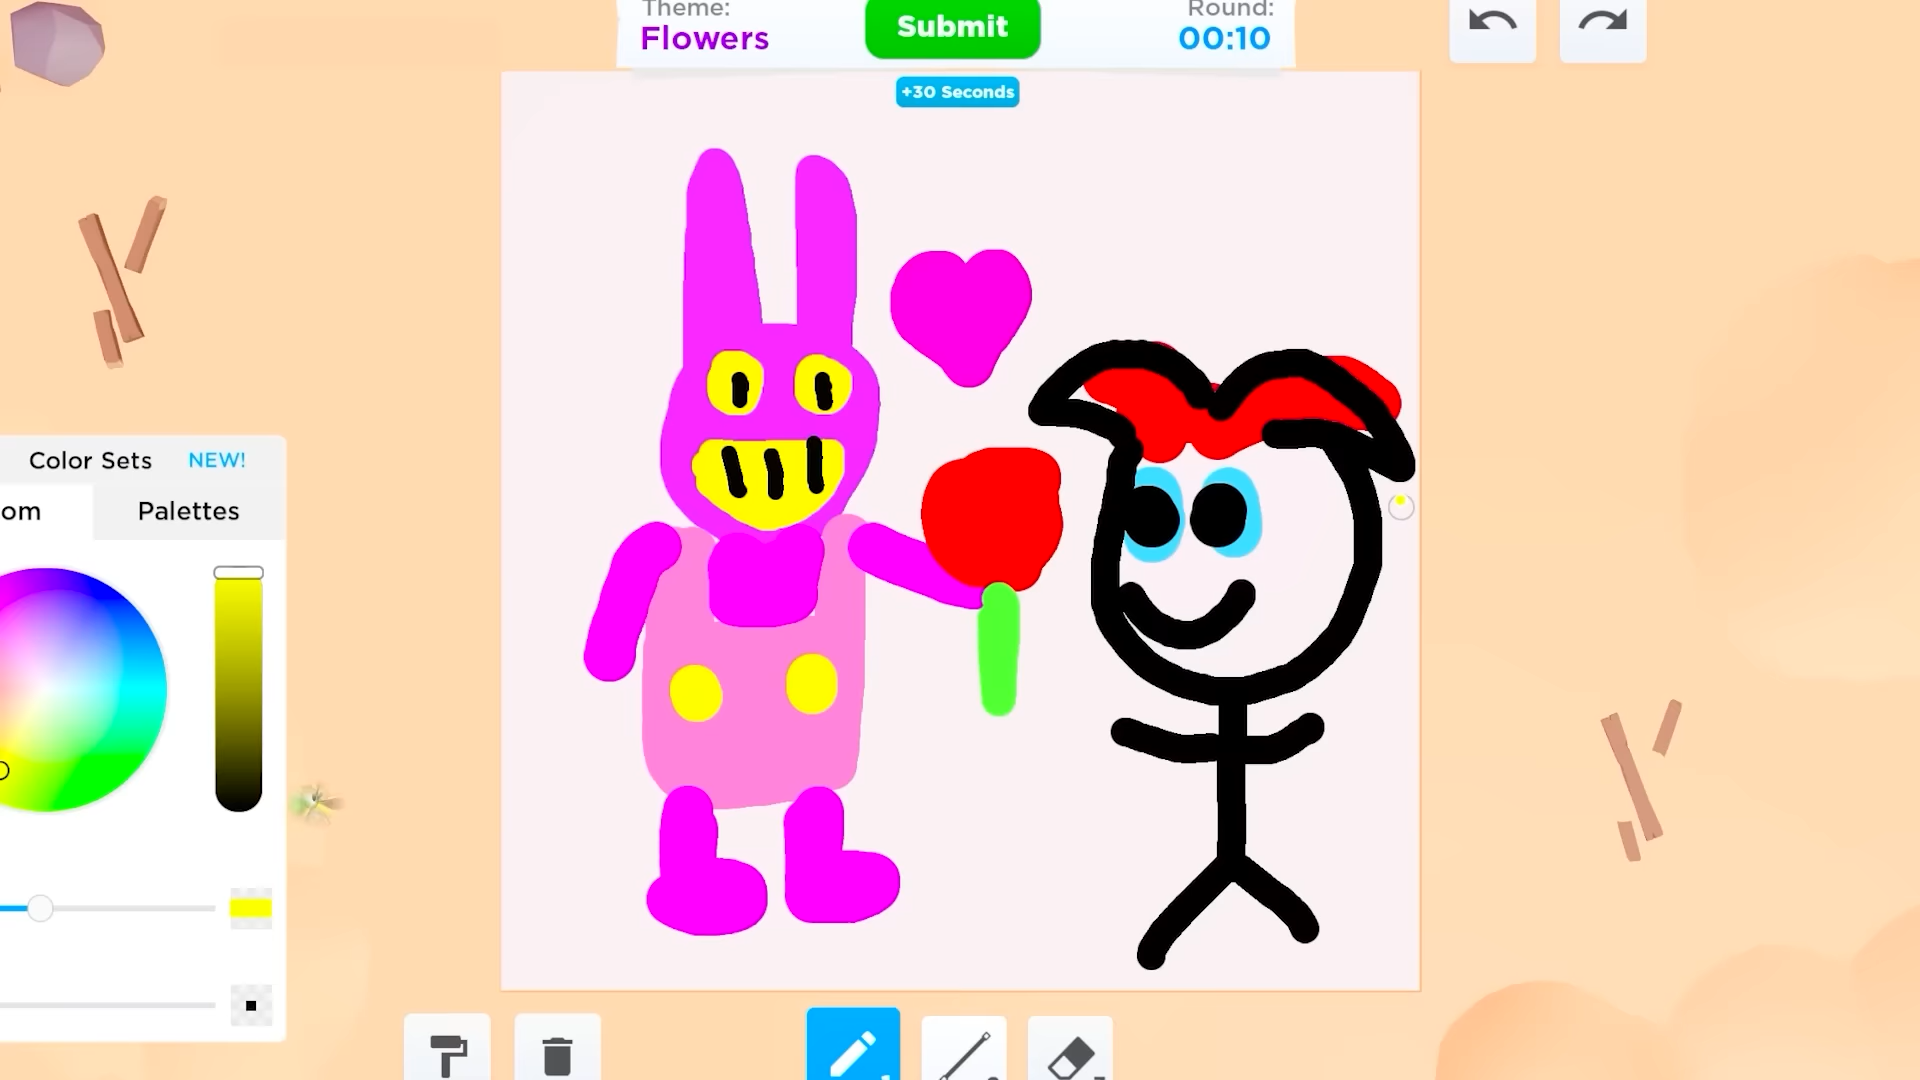 Theme:
Flowers
Submit
Round:
00:10
+30 Seconds
Color Sets NEW!
om
Palettes